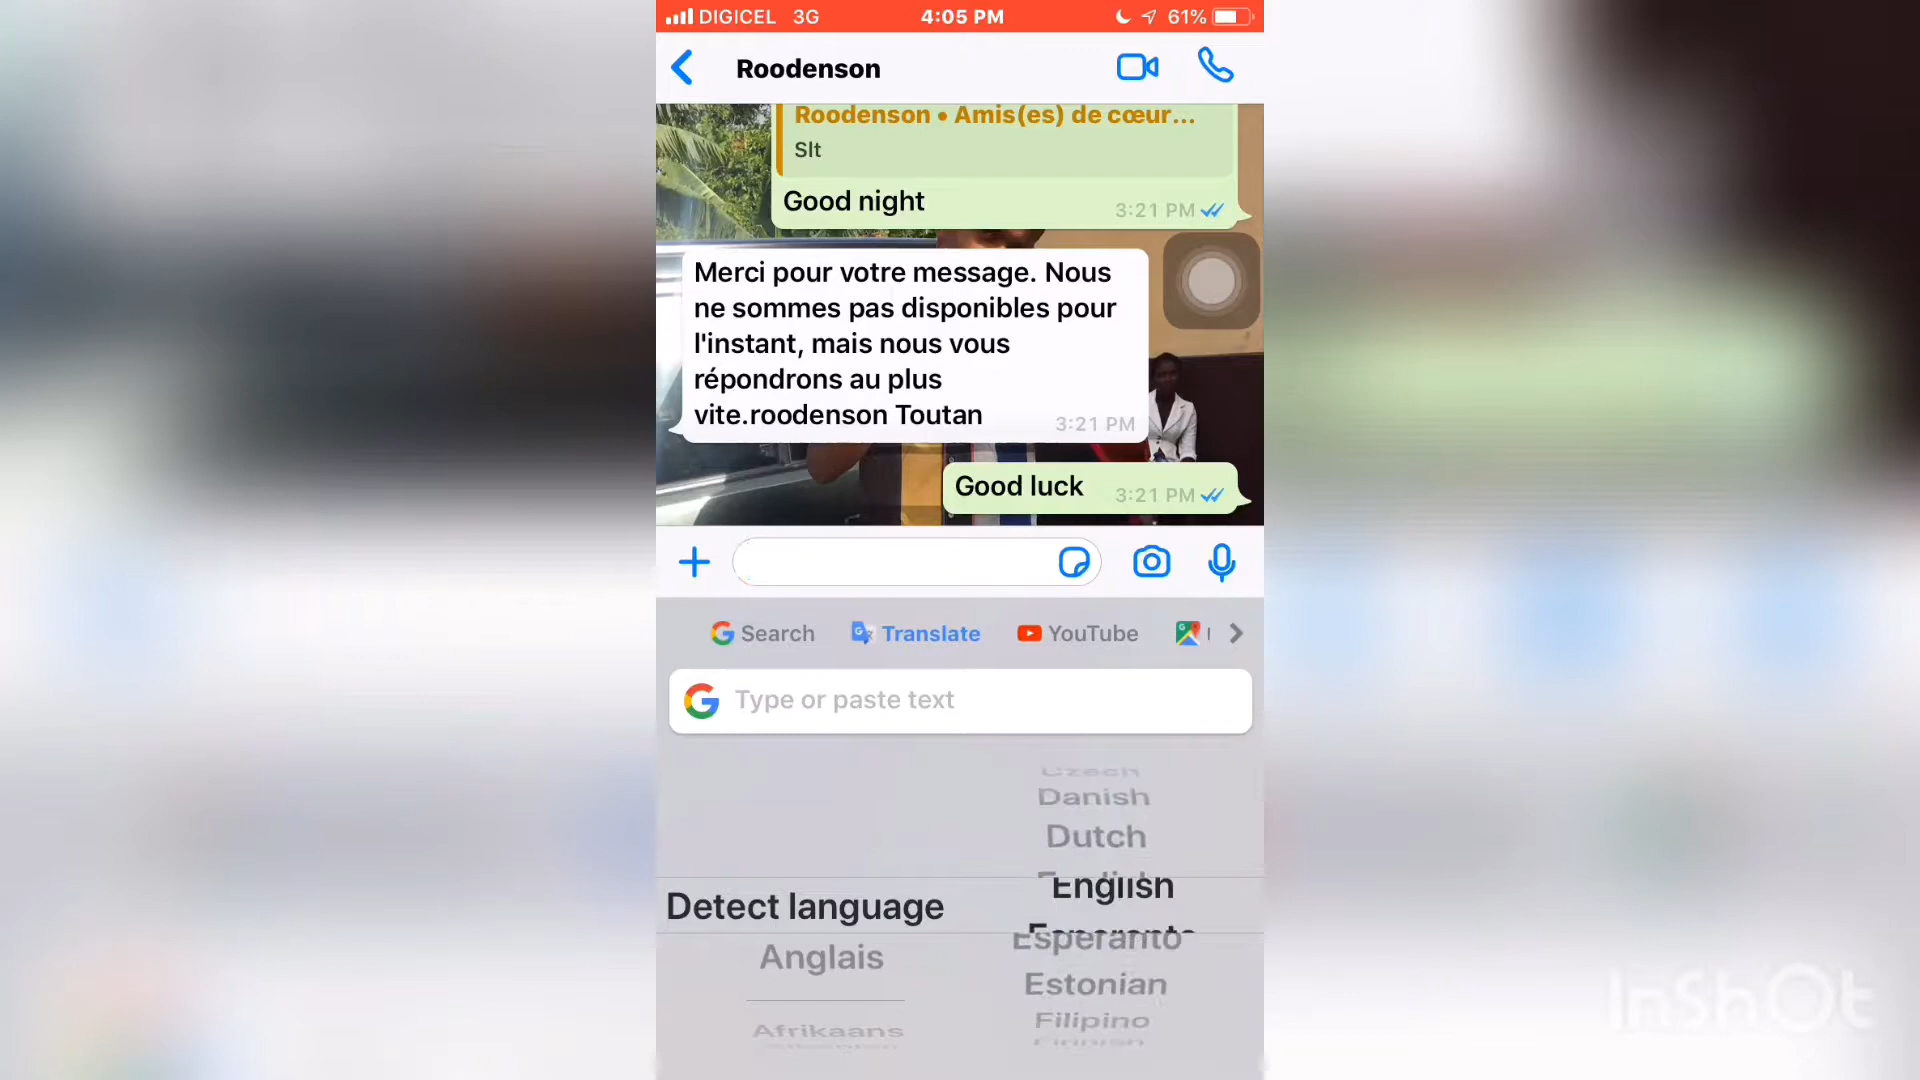 DIGICEL 3G 4:05 PM 61%
Roodenson
Roodenson • Amis(es) de cœur...
Slt
Good night
3:21 PM
Merci pour votre message. Nous
ne sommes pas disponibles pour
l'instant, mais nous vous
répondrons au plus
vite.roodenson Toutan
3:21 PM
Good luck
3:21 PM
Search Translate YouTube
Type or paste text
Czech
Danish
Dutch
English
Detect language
Esperanto
Anglais
Estonian
Filipino
Afrikaans
Finnish
InShOt